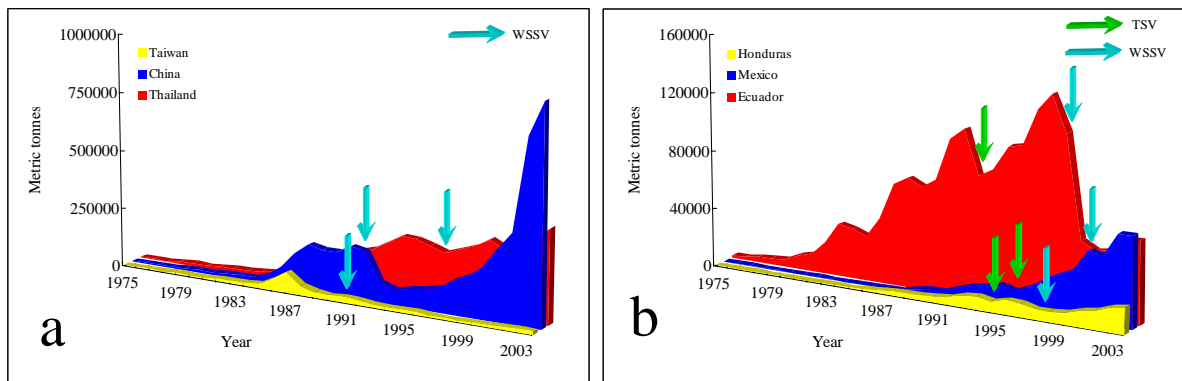 1000000
750000
500000
250000
0
Metric tonnes
WSSV
Taiwan
China
Thailand
1975
1979
1983
1987
1991
1995
1999
2003
Year
a
160000
120000
80000
40000
0
Metric tonnes
TSV
WSSV
Honduras
Mexico
Ecuador
1975
1979
1983
1987
1991
1995
1999
2003
Year
b